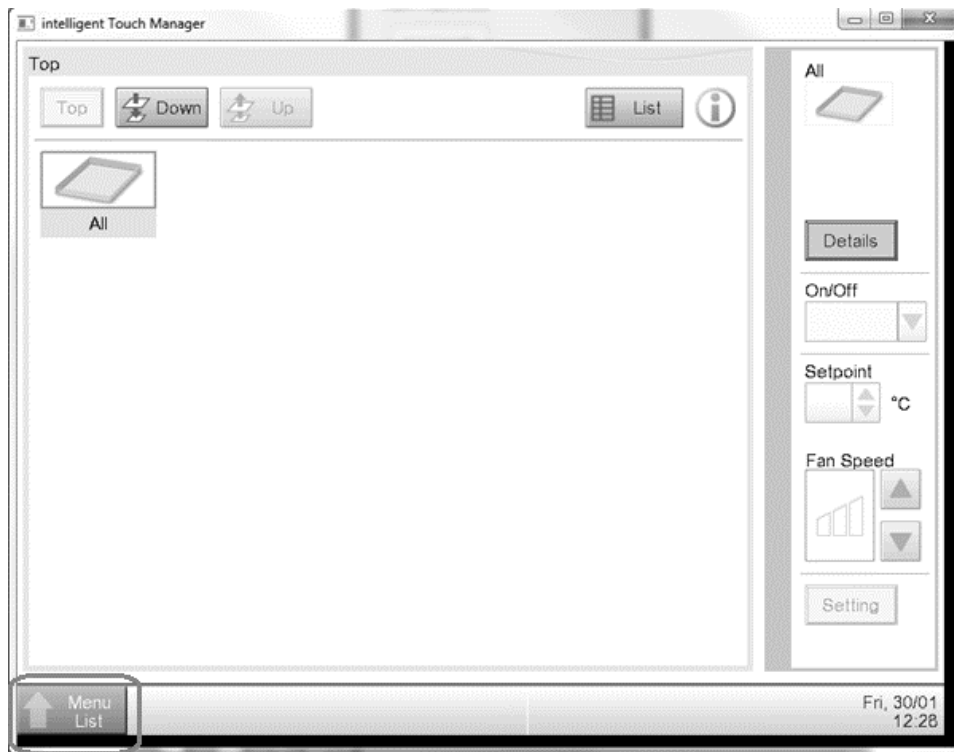 intelligent Touch Manager
Top
Top
Down
Up
List
All
All
Details
On/Off
Setpoint
°C
Fan Speed
Setting
Menu
List
Fri, 30/01
12:28